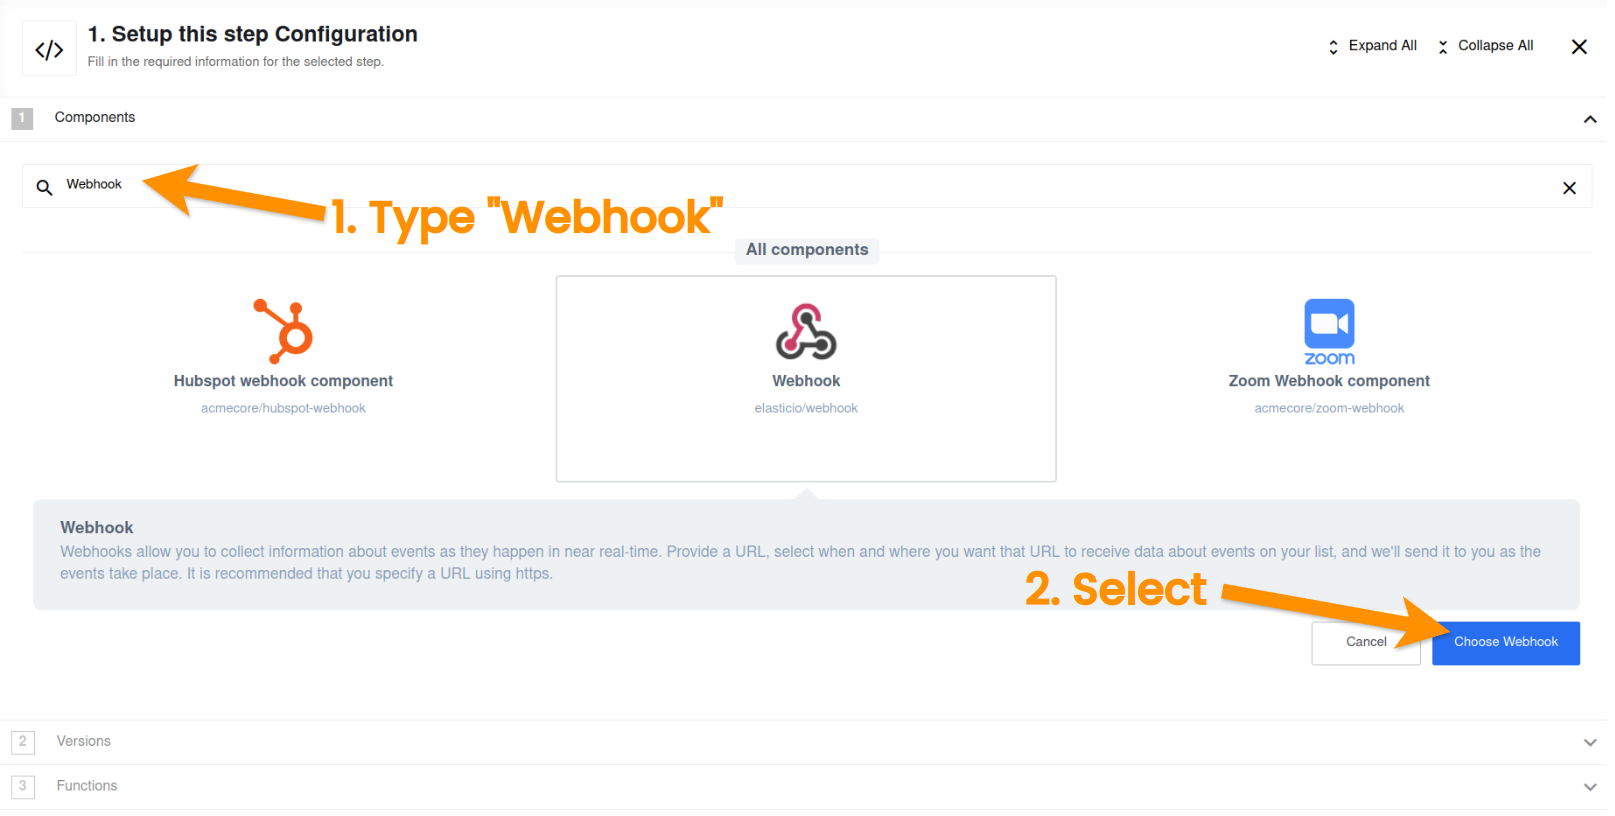 </>
1. Setup this step Configuration
Fill in the required information for the selected step.
Expand All
Collapse All
1
Components
Webhook
1. Type "Webhook"
All components
Hubspot webhook component
acmecore/hubspot-webhook
Webhook
elasticio/webhook
zoom
Zoom Webhook component
acmecore/zoom-webhook
Webhook
Webhooks allow you to collect information about events as they happen in near real-time. Provide a URL, select when and where you want that URL to receive data about events on your list, and we'll send it to you as the
events take place. It is recommended that you specify a URL using https.
2. Select
Cancel
Choose Webhook
2
Versions
3
Functions